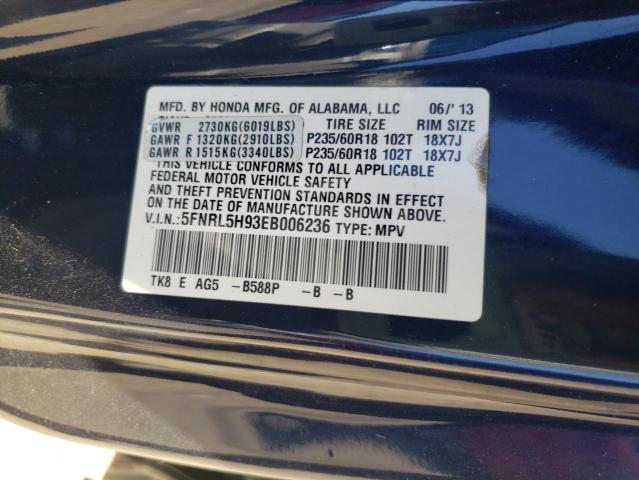 MFD. BY HONDA MFG. OF ALABAMA, LLC 06/'13
GVWR 2730KG(6019LBS) TIRE SIZE RIM SIZE
GAWR F 1320KG(2910LBS) P235/60R18 102T 18X7J
GAWR R 1515KG(3340LBS) P235/60R18 102T 18X7J
THIS VEHICLE CONFORMS TO ALL APPLICABLE
FEDERAL MOTOR VEHICLE SAFETY
AND THEFT PREVENTION STANDARDS IN EFFECT
ON THE DATE OF MANUFACTURE SHOWN ABOVE.
V.I.N.:5FNRL5H93EB006236 TYPE: MPV
TK8 E AG5 -B588P -B -B